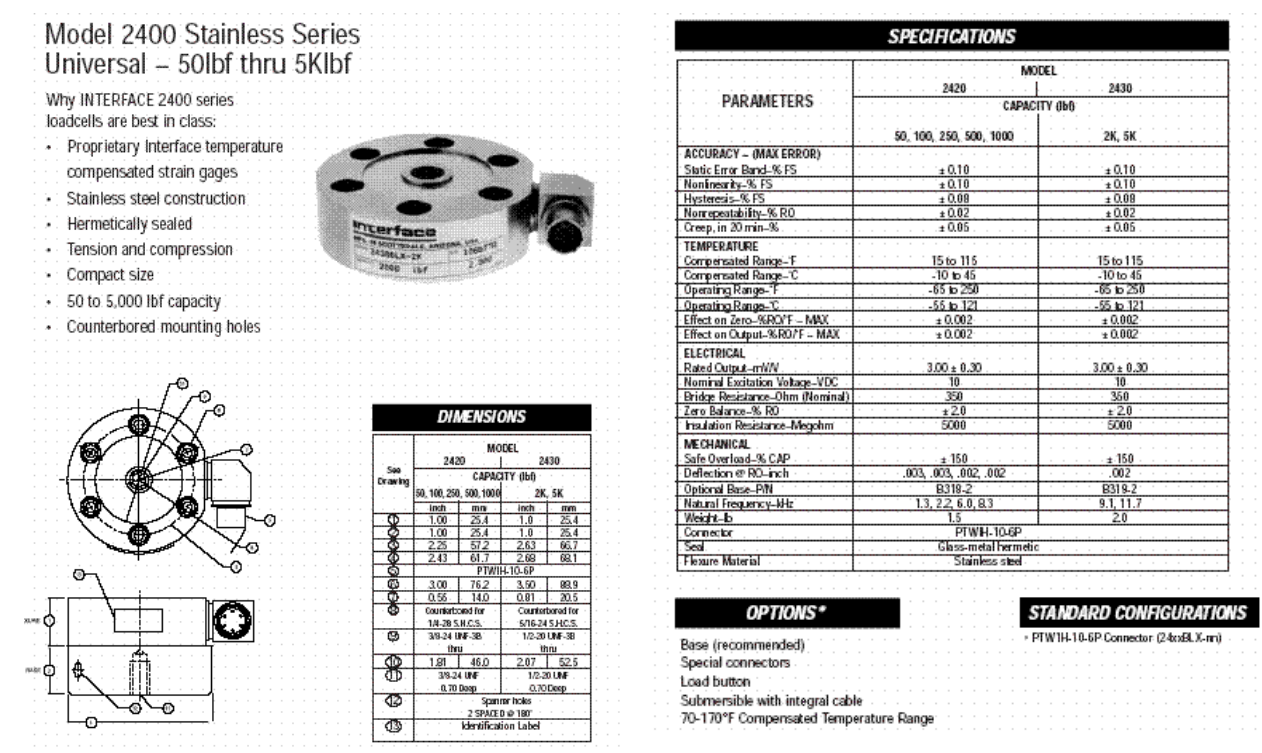 Model 2400 Stainless Series
Universal – 50lbf thru 5Klbf
Why INTERFACE 2400 series
loadcells are best in class:
• Proprietary Interface temperature
compensated strain gages
• Stainless steel construction
• Hermetically sealed
• Tension and compression
• Compact size
• 50 to 5,000 lbf capacity
• Counterbored mounting holes
Interface
2000 lbf
DIMENSIONS
See Drawing
MODEL
2420 2430
CAPACITY (lbf)
50, 100, 250, 500, 1000 2K, 5K
inch mm inch mm
1 1.00 25.4 1.0 25.4
2 1.00 25.4 1.0 25.4
3 2.25 57.2 2.63 66.7
4 2.43 61.7 2.68 68.1
5 PTWIH-10-6P
6 3.00 76.2 3.50 88.9
7 0.55 14.0 0.81 20.5
8 Counterbored for Counterbored for
1/4-28 S.H.C.S. 5/16-24 S.H.C.S.
9 3/8-24 UNF-3B 1/2-20 UNF-3B
thru thru
10 1.81 46.0 2.07 52.5
11 3/8-24 UNF 1/2-20 UNF
0.70 Deep 0.70 Deep
12 Spanner holes
2 SPACED @ 180°
13 Identification Label
SPECIFICATIONS
PARAMETERS
MODEL
2420 2430
CAPACITY (lbf)
50, 100, 250, 500, 1000 2K, 5K
ACCURACY – (MAX ERROR)
Static Error Band–% FS ± 0.10 ± 0.10
Nonlinearity–% FS ± 0.10 ± 0.10
Hysteresis–% FS ± 0.08 ± 0.08
Nonrepeatability–% RO ± 0.02 ± 0.02
Creep, in 20 min–% ± 0.05 ± 0.05
TEMPERATURE
Compensated Range–°F 15 to 115 15 to 115
Compensated Range–°C -10 to 45 -10 to 45
Operating Range–°F -65 to 250 -65 to 250
Operating Range–°C -55 to 121 -55 to 121
Effect on Zero–%RO/°F – MAX ± 0.002 ± 0.002
Effect on Output–%RO/°F – MAX ± 0.002 ± 0.002
ELECTRICAL
Rated Output–mV/V 3.00 ± 0.30 3.00 ± 0.30
Nominal Excitation Voltage–VDC 10 10
Bridge Resistance–Ohm (Nominal) 350 350
Zero Balance–% RO ± 2.0 ± 2.0
Insulation Resistance–Megohm 5000 5000
MECHANICAL
Safe Overload–% CAP ± 150 ± 150
Deflection @ RO–inch .003, .003, .002, .002 .002
Optional Base–P/N B318-2 B319-2
Natural Frequency–kHz 1.3, 2.2, 6.0, 8.3 9.1, 11.7
Weight–lb 1.5 2.0
Connector PTWIH-10-6P
Seal Glass-metal hermetic
Flexure Material Stainless steel
OPTIONS*
Base (recommended)
Special connectors
Load button
Submersible with integral cable
70-170°F Compensated Temperature Range
STANDARD CONFIGURATIONS
• PTW1H-10-6P Connector (24xxBLX-nn)